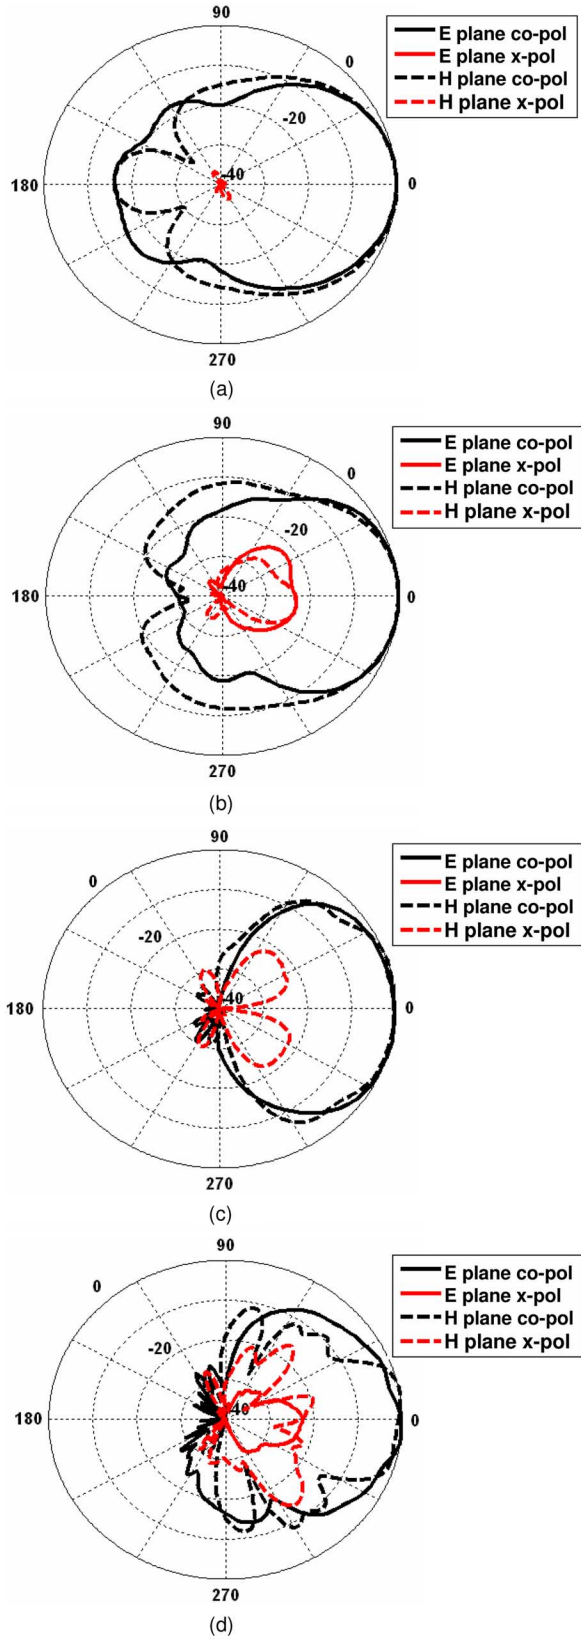 90
E plane co-pol
E plane x-pol
H plane co-pol
H plane x-pol
0
-20
-40
180
0
270
(a)
90
E plane co-pol
E plane x-pol
H plane co-pol
H plane x-pol
0
-20
-40
180
0
270
(b)
90
E plane co-pol
E plane x-pol
H plane co-pol
H plane x-pol
0
-20
-40
180
0
270
(c)
90
E plane co-pol
E plane x-pol
H plane co-pol
H plane x-pol
0
-20
-40
180
0
270
(d)